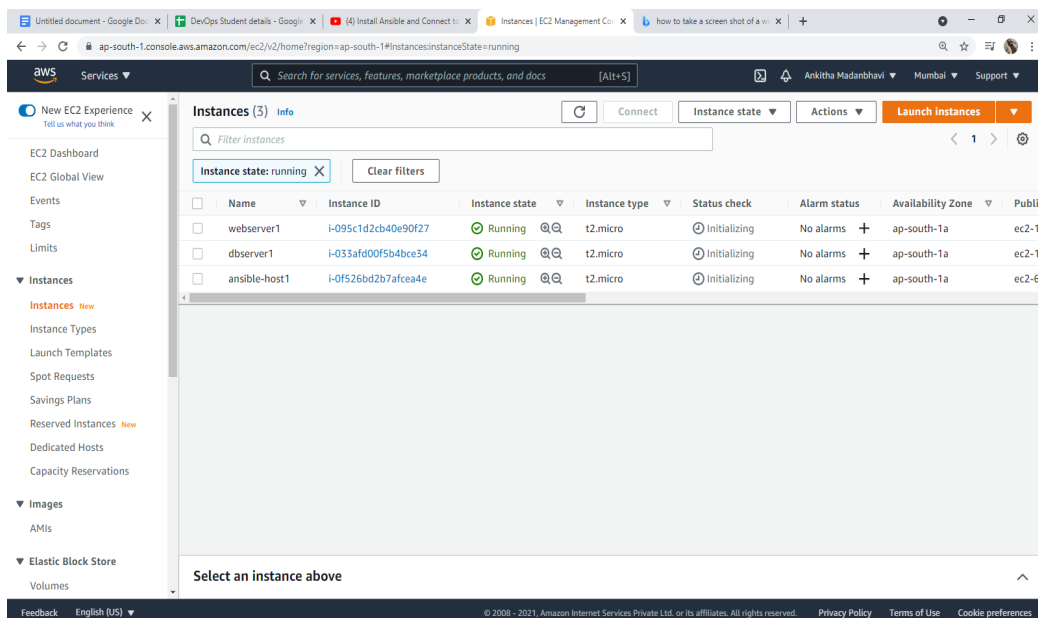 Untitled document - Google Doc
DevOps Student details - Google
(4) Install Ansible and Connect to
Instances | EC2 Management Con
how to take a screen shot of a wi
ap-south-1.console.aws.amazon.com/ec2/v2/home?region=ap-south-1#Instances:instanceState=running
aws Services Search for services, features, marketplace products, and docs [Alt+S] Ankitha Madanbhavi Mumbai Support
New EC2 Experience
Tell us what you think
EC2 Dashboard
EC2 Global View
Events
Tags
Limits
Instances
Instances New
Instance Types
Launch Templates
Spot Requests
Savings Plans
Reserved Instances New
Dedicated Hosts
Capacity Reservations
Images
AMIs
Elastic Block Store
Volumes
Instances (3) Info Connect Instance state Actions Launch instances
Filter instances 1
Instance state: running Clear filters
Name Instance ID Instance state Instance type Status check Alarm status Availability Zone Publi
webserver1 i-095c1d2cb40e90f27 Running t2.micro Initializing No alarms + ap-south-1a ec2-1
dbserver1 i-033afd00f5b4bce34 Running t2.micro Initializing No alarms + ap-south-1a ec2-1
ansible-host1 i-0f526bd2b7afcea4e Running t2.micro Initializing No alarms + ap-south-1a ec2-6
Select an instance above
Feedback English (US) © 2008 - 2021, Amazon Internet Services Private Ltd. or its affiliates. All rights reserved. Privacy Policy Terms of Use Cookie preferences